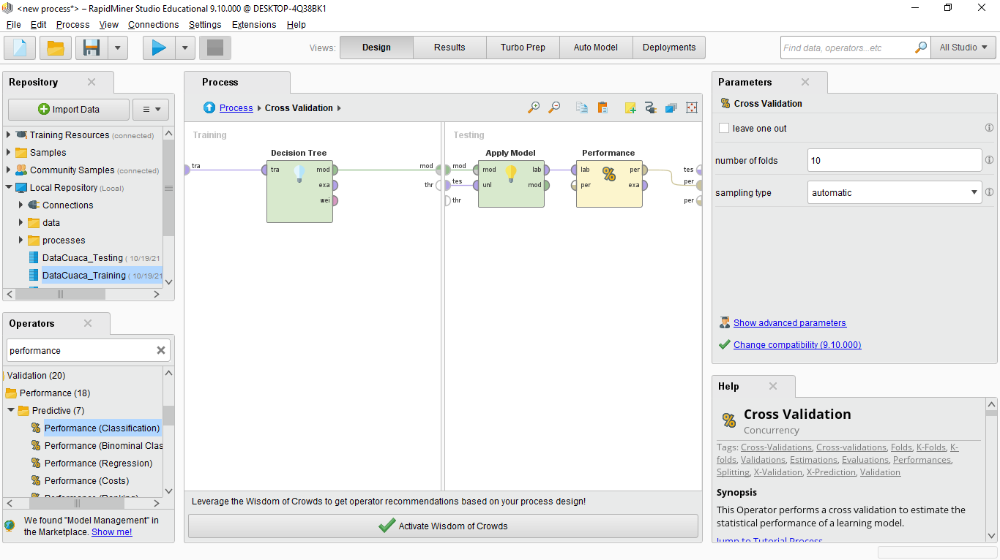 <new process*> – RapidMiner Studio Educational 9.10.000 @ DESKTOP-4Q38BK1
File Edit Process View Connections Settings Extensions Help
Views: Design Results Turbo Prep Auto Model Deployments Find data, operators...etc All Studio
Repository
Import Data
Training Resources (connected)
Samples
Community Samples (connected)
Local Repository (Local)
Connections
data
processes
DataCuaca_Testing ( 10/19/21
DataCuaca_Training ( 10/19/21
Operators
performance
Validation (20)
Performance (18)
Predictive (7)
Performance (Classification)
Performance (Binominal Clas
Performance (Regression)
Performance (Costs)
Performance (Ranking)
We found "Model Management" in
the Marketplace. Show me!
Process
Process Cross Validation
Training
Testing
Decision Tree
tra
tra mod
exa
wei
mod
thr
mod
tes
thr
Apply Model
mod lab
unl mod
Performance
lab per
per exa
tes
per
per
Leverage the Wisdom of Crowds to get operator recommendations based on your process design!
Activate Wisdom of Crowds
Parameters
Cross Validation
leave one out
number of folds 10
sampling type automatic
Show advanced parameters
Change compatibility (9.10.000)
Help
Cross Validation
Concurrency
Tags: Cross-Validations, Cross-validations, Folds, K-Folds, K-
folds, Validations, Estimations, Evaluations, Performances,
Splitting, X-Validation, X-Prediction, Validation
Synopsis
This Operator performs a cross validation to estimate the
statistical performance of a learning model.
Jump to Tutorial Process